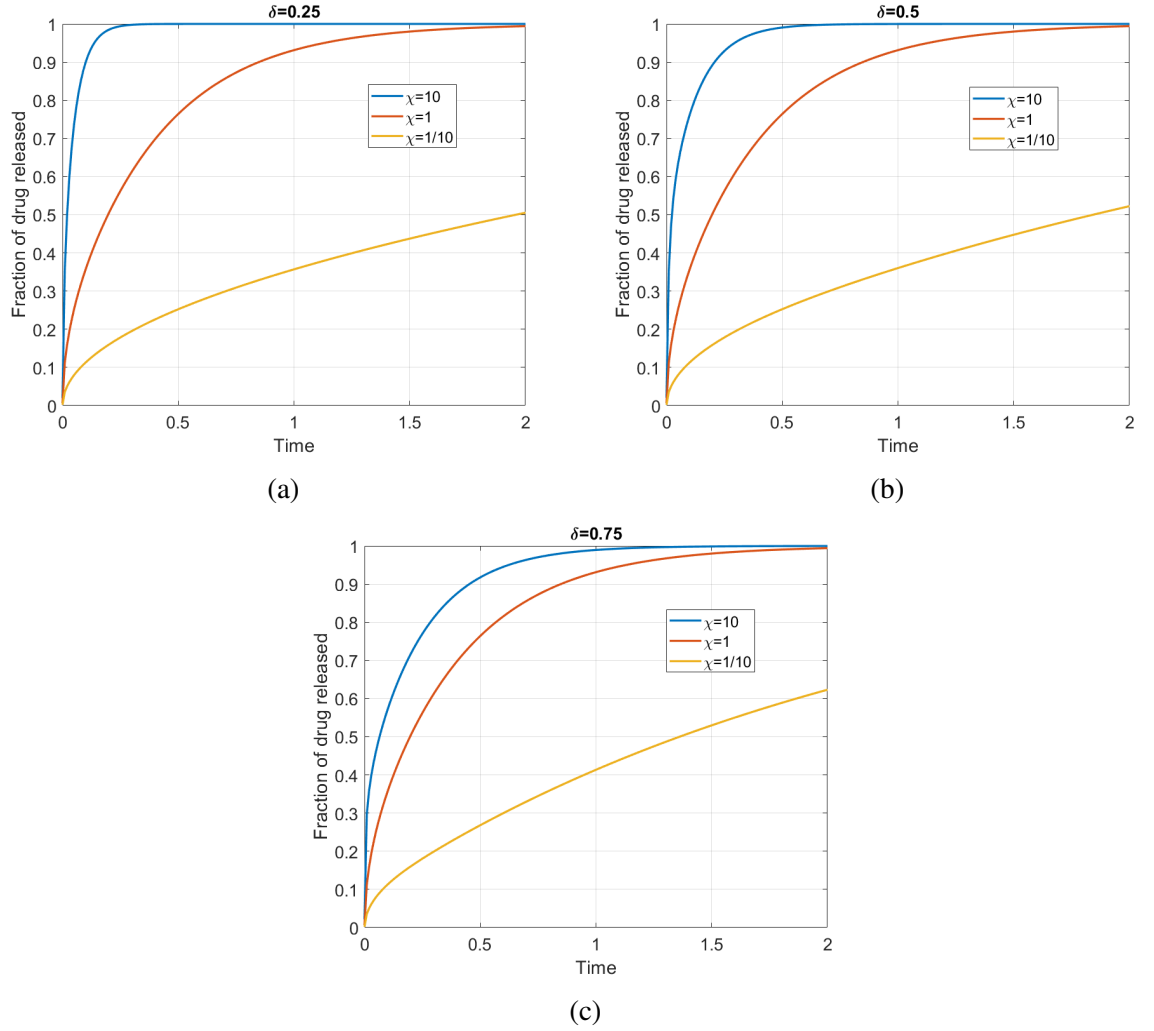 δ=0.25
Fraction of drug released
1
0.9
0.8
0.7
0.6
0.5
0.4
0.3
0.2
0.1
0
χ=10
χ=1
χ=1/10
0 0.5 1 1.5 2
Time
(a)
δ=0.5
Fraction of drug released
1
0.9
0.8
0.7
0.6
0.5
0.4
0.3
0.2
0.1
0
χ=10
χ=1
χ=1/10
0 0.5 1 1.5 2
Time
(b)
δ=0.75
Fraction of drug released
1
0.9
0.8
0.7
0.6
0.5
0.4
0.3
0.2
0.1
0
χ=10
χ=1
χ=1/10
0 0.5 1 1.5 2
Time
(c)